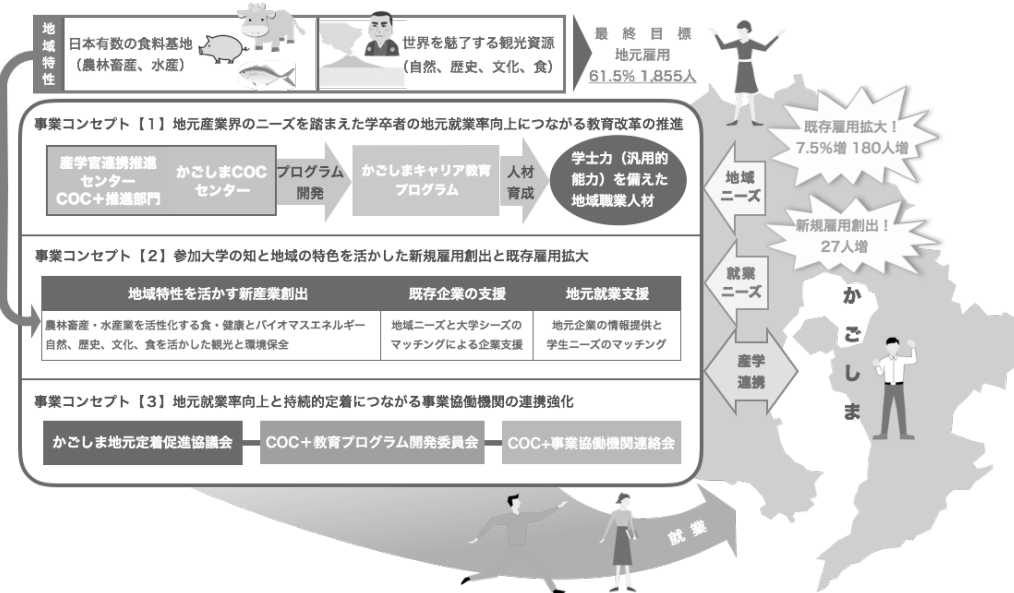 地域特性
日本有数の食料基地
（農林畜産、水産）
世界を魅了する観光資源
（自然、歴史、文化、食）
最終目標
地元雇用
61.5% 1,855人
事業コンセプト【１】地元産業界のニーズを踏まえた学卒者の地元就業率向上につながる教育改革の推進
産学官連携推進
センター
COC＋推進部門
かごしまCOC
センター
プログラム
開発
かごしまキャリア教育
プログラム
人材
育成
学士力（汎用的
能力）を備えた
地域職業人材
事業コンセプト【２】参加大学の知と地域の特色を活かした新規雇用創出と既存雇用拡大
地域特性を活かす新産業創出
既存企業の支援
地元就業支援
農林畜産・水産業を活性化する食・健康とバイオマスエネルギー
自然、歴史、文化、食を活かした観光と環境保全
地域ニーズと大学シーズの
マッチングによる企業支援
地元企業の情報提供と
学生ニーズのマッチング
事業コンセプト【３】地元就業率向上と持続的定着につながる事業協働機関の連携強化
かごしま地元定着促進協議会
COC＋教育プログラム開発委員会
COC+事業協働機関連絡会
地域
ニーズ
就業
ニーズ
産学
連携
既存雇用拡大！
7.5%増 180人増
新規雇用創出！
27人増
かごしま
就業